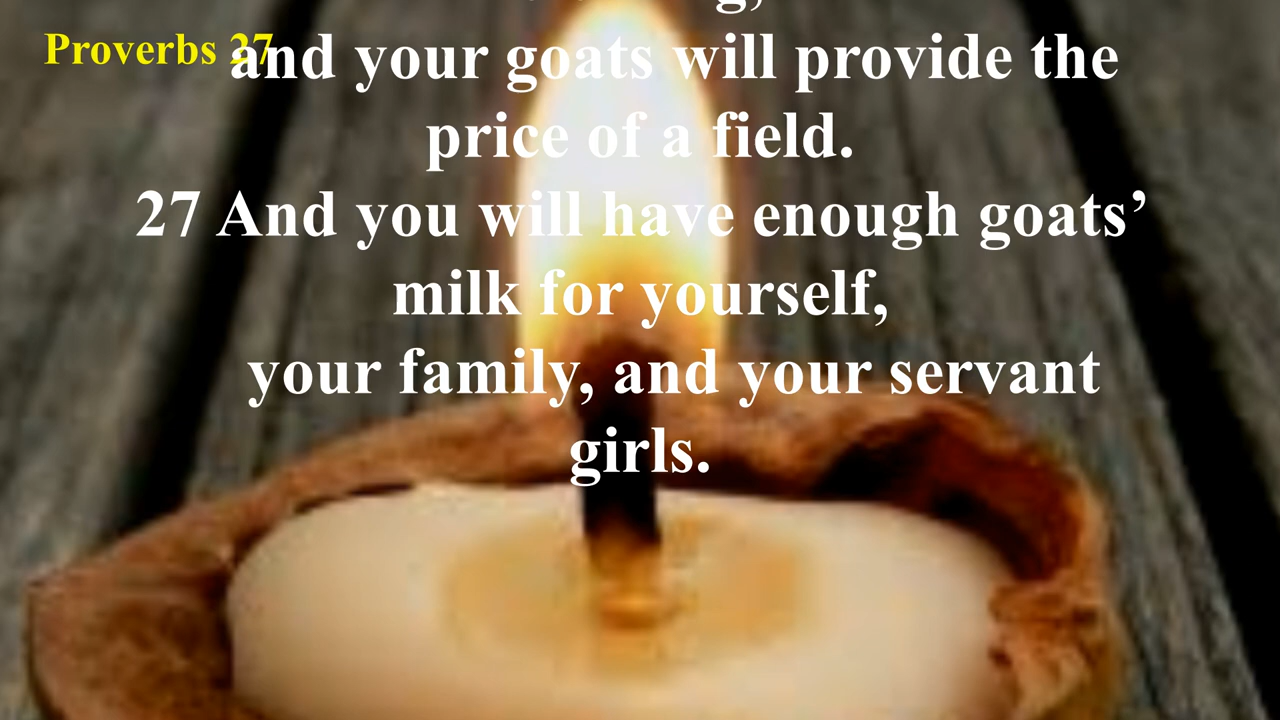 Proverbs 27
and your goats will provide the
price of a field.
27 And you will have enough goats’
milk for yourself,
your family, and your servant
girls.